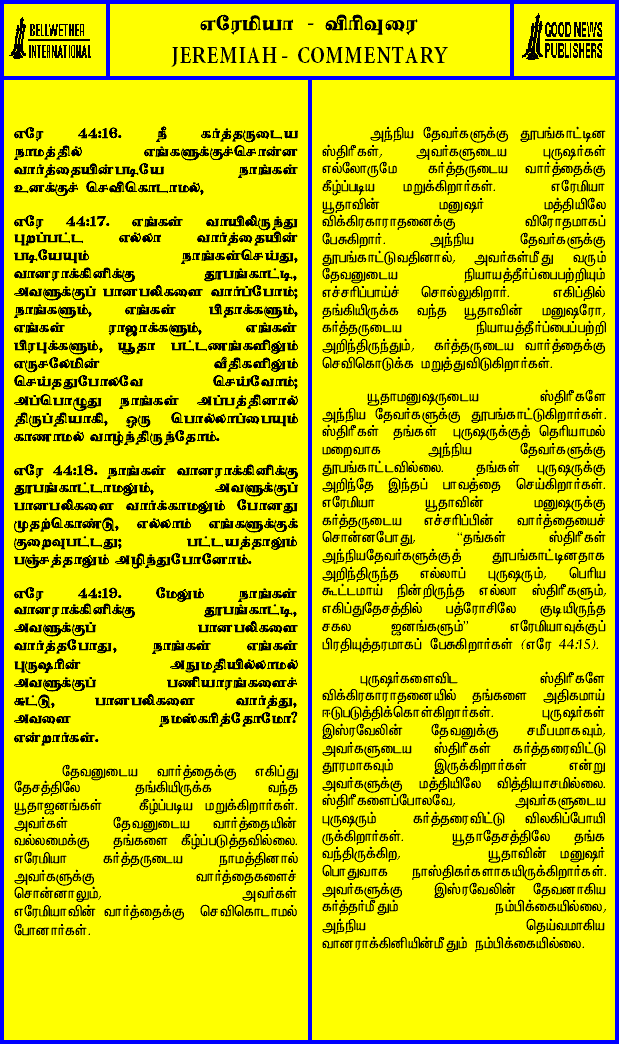 BELLWETHER
INTERNATIONAL
எரேமியா - விரிவுரை
JEREMIAH - COMMENTARY
GOOD NEWS
PUBLISHERS
எரே 44:16. நீ கர்த்தருடைய
நாமத்தில் எங்களுக்குச்சொன்ன
வார்த்தையின்படியே நாங்கள்
உனக்குச் செவிகொடாமல்,
எரே 44:17. எங்கள் வாயிலிருந்து
புறப்பட்ட எல்லா வார்த்தையின்
படியேயும் நாங்கள்செய்து,
வானராக்கினிக்கு தூபங்காட்டி,
அவளுக்குப் பானபலிகளை வார்ப்போம்;
நாங்களும், எங்கள் பிதாக்களும்,
எங்கள் ராஜாக்களும், எங்கள்
பிரபுக்களும், யூதா பட்டணங்களிலும்
எருசலேமின் வீதிகளிலும்
செய்ததுபோலவே செய்வோம்;
அப்பொழுது நாங்கள் அப்பத்தினால்
திருப்தியாகி, ஒரு பொல்லாப்பையும்
காணாமல் வாழ்ந்திருந்தோம்.
எரே 44:18. நாங்கள் வானராக்கினிக்கு
தூபங்காட்டாமலும், அவளுக்குப்
பானபலிகளை வார்க்காமலும் போனது
முதற்கொண்டு, எல்லாம் எங்களுக்குக்
குறைவுபட்டது; பட்டயத்தாலும்
பஞ்சத்தாலும் அழிந்துபோனோம்.
எரே 44:19. மேலும் நாங்கள்
வானராக்கினிக்கு தூபங்காட்டி,
அவளுக்குப் பானபலிகளை
வார்த்தபோது, நாங்கள் எங்கள்
புருஷரின் அநுமதியில்லாமல்
அவளுக்குப் பணியாரங்களைச்
சுட்டு, பானபலிகளை வார்த்து,
அவளை நமஸ்கரித்தோமோ?
என்றார்கள்.
தேவனுடைய வார்த்தைக்கு எகிப்து
தேசத்திலே தங்கியிருக்க வந்த
யூதாஜனங்கள் கீழ்ப்படிய மறுக்கிறார்கள்.
அவர்கள் தேவனுடைய வார்த்தையின்
வல்லமைக்கு தங்களை கீழ்ப்படுத்தவில்லை.
எரேமியா கர்த்தருடைய நாமத்தினால்
அவர்களுக்கு வார்த்தைகளைச்
சொன்னாலும், அவர்கள்
எரேமியாவின் வார்த்தைக்கு செவிகொடாமல்
போனார்கள்.
அந்நிய தேவர்களுக்கு தூபங்காட்டின
ஸ்திரீகள், அவர்களுடைய புருஷர்கள்
எல்லோருமே கர்த்தருடைய வார்த்தைக்கு
கீழ்ப்படிய மறுக்கிறார்கள். எரேமியா
யூதாவின் மனுஷர் மத்தியிலே
விக்கிரகாராதனைக்கு விரோதமாகப்
பேசுகிறார். அந்நிய தேவர்களுக்கு
தூபங்காட்டுவதினால், அவர்கள்மீது வரும்
தேவனுடைய நியாயத்தீர்ப்பைபற்றியும்
எச்சரிப்பாய்ச் சொல்லுகிறார். எகிப்தில்
தங்கியிருக்க வந்த யூதாவின் மனுஷரோ,
கர்த்தருடைய நியாயத்தீர்ப்பைப்பற்றி
அறிந்திருந்தும், கர்த்தருடைய வார்த்தைக்கு
செவிகொடுக்க மறுத்துவிடுகிறார்கள்.
யூதாமனுஷருடைய ஸ்திரீகளே
அந்நிய தேவர்களுக்கு தூபங்காட்டுகிறார்கள்.
ஸ்திரீகள் தங்கள் புருஷருக்குத் தெரியாமல்
மறைவாக அந்நிய தேவர்களுக்கு
தூபங்காட்டவில்லை. தங்கள் புருஷருக்கு
அறிந்தே இந்தப் பாவத்தை செய்கிறார்கள்.
எரேமியா யூதாவின் மனுஷருக்கு
கர்த்தருடைய எச்சரிப்பின் வார்த்தையைச்
சொன்னபோது, "தங்கள் ஸ்திரீகள்
அந்நியதேவர்களுக்குத் தூபங்காட்டினதாக
அறிந்திருந்த எல்லாப் புருஷரும், பெரிய
கூட்டமாய் நின்றிருந்த எல்லா ஸ்திரீகளும்,
எகிப்துதேசத்தில் பத்ரோசிலே குடியிருந்த
சகல ஜனங்களும்" எரேமியாவுக்குப்
பிரதியுத்தரமாகப் பேசுகிறார்கள் (எரே 44:15).
புருஷர்களைவிட ஸ்திரீகளே
விக்கிரகாராதனையில் தங்களை அதிகமாய்
ஈடுபடுத்திக்கொள்கிறார்கள். புருஷர்கள்
இஸ்ரவேலின் தேவனுக்கு சமீபமாகவும்,
அவர்களுடைய ஸ்திரீகள் கர்த்தரைவிட்டு
தூரமாகவும் இருக்கிறார்கள் என்று
அவர்களுக்கு மத்தியிலே வித்தியாசமில்லை.
ஸ்திரீகளைப்போலவே, அவர்களுடைய
புருஷரும் கர்த்தரைவிட்டு விலகிப்போயி
ருக்கிறார்கள். யூதாதேசத்திலே தங்க
வந்திருக்கிற, யூதாவின் மனுஷர்
பொதுவாக நாஸ்திகர்களாகயிருக்கிறார்கள்.
அவர்களுக்கு இஸ்ரவேலின் தேவனாகிய
கர்த்தர்மீதும் நம்பிக்கையில்லை,
அந்நிய தெய்வமாகிய
வானராக்கினியின்மீதும் நம்பிக்கையில்லை.